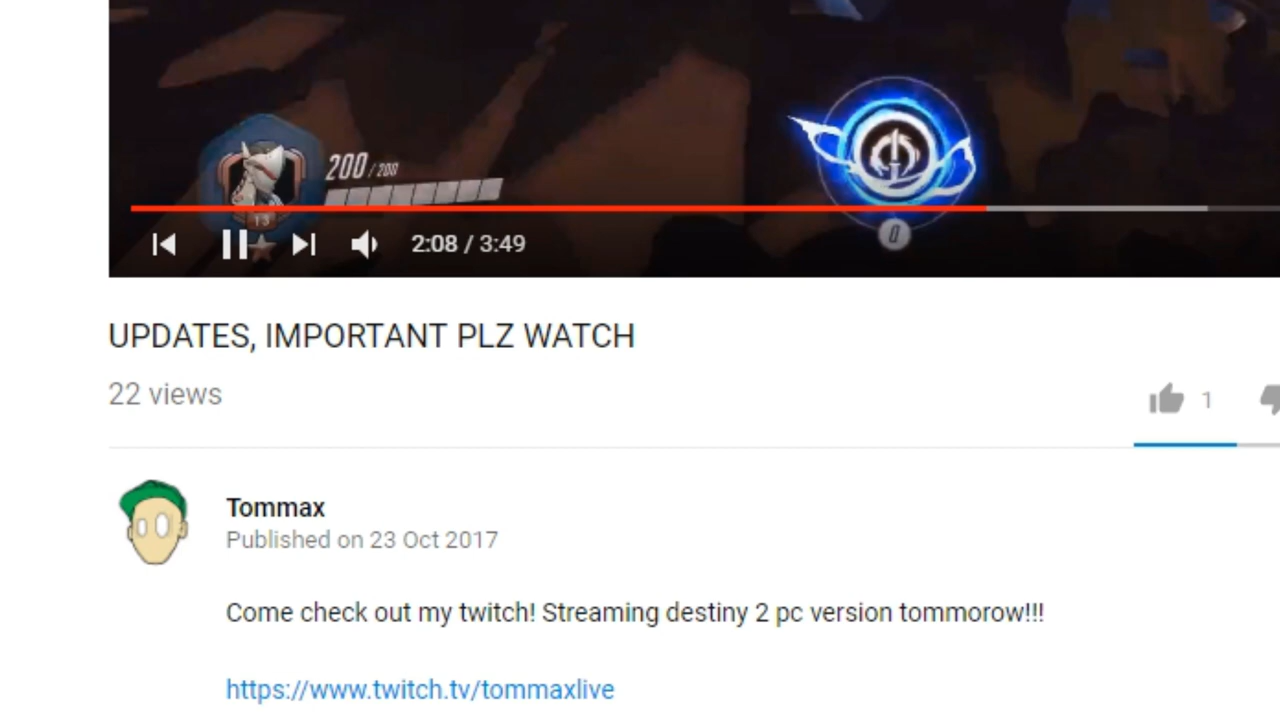 200 / 200
13
Q
2:08 / 3:49
UPDATES, IMPORTANT PLZ WATCH
22 views
1
Tommax
Published on 23 Oct 2017
Come check out my twitch! Streaming destiny 2 pc version tommorow!!!
https://www.twitch.tv/tommaxlive